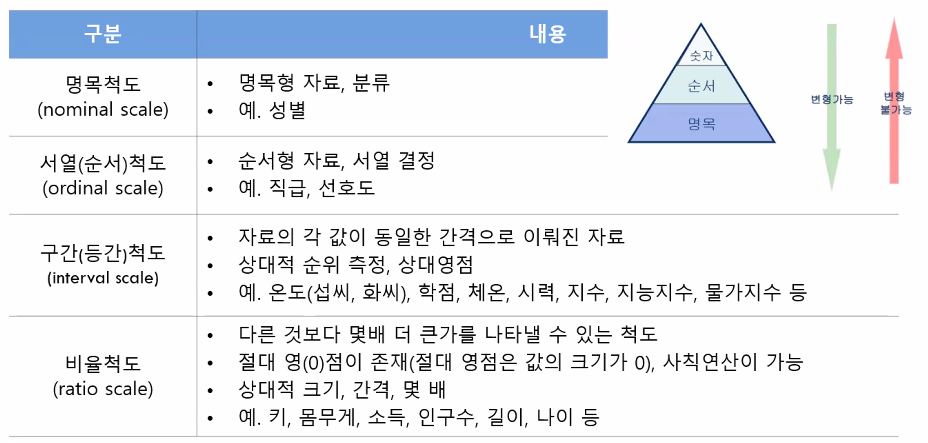 구분
내용
명목척도
(nominal scale)
• 명목형 자료, 분류
• 예. 성별
서열(순서)척도
(ordinal scale)
• 순서형 자료, 서열 결정
• 예. 직급, 선호도
구간(등간)척도
(interval scale)
• 자료의 각 값이 동일한 간격으로 이뤄진 자료
• 상대적 순위 측정, 상대영점
• 예. 온도(섭씨, 화씨), 학점, 체온, 시력, 지수, 지능지수, 물가지수 등
비율척도
(ratio scale)
• 다른 것보다 몇배 더 큰가를 나타낼 수 있는 척도
• 절대 영(0)점이 존재(절대 영점은 값의 크기가 0), 사칙연산이 가능
• 상대적 크기, 간격, 몇 배
• 예. 키, 몸무게, 소득, 인구수, 길이, 나이 등
숫자
순서
명목
변형가능
변형
불가능